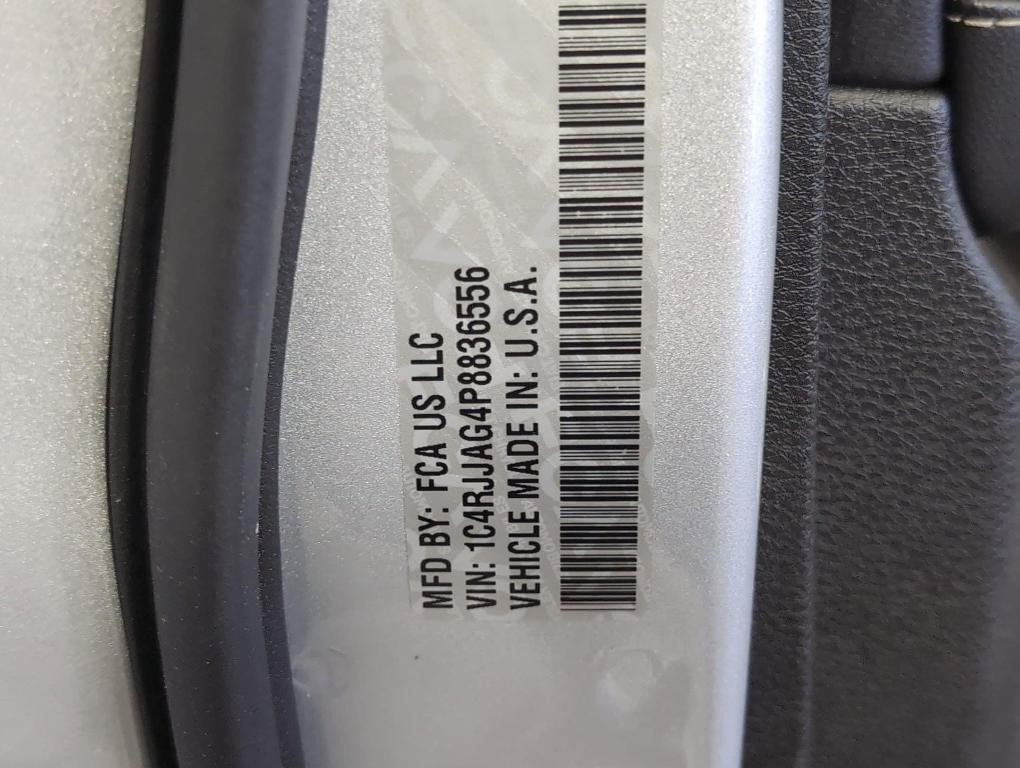 MFD BY: FCA US LLC
VIN: 1C4RJJAG4P8836556
VEHICLE MADE IN: U.S.A.